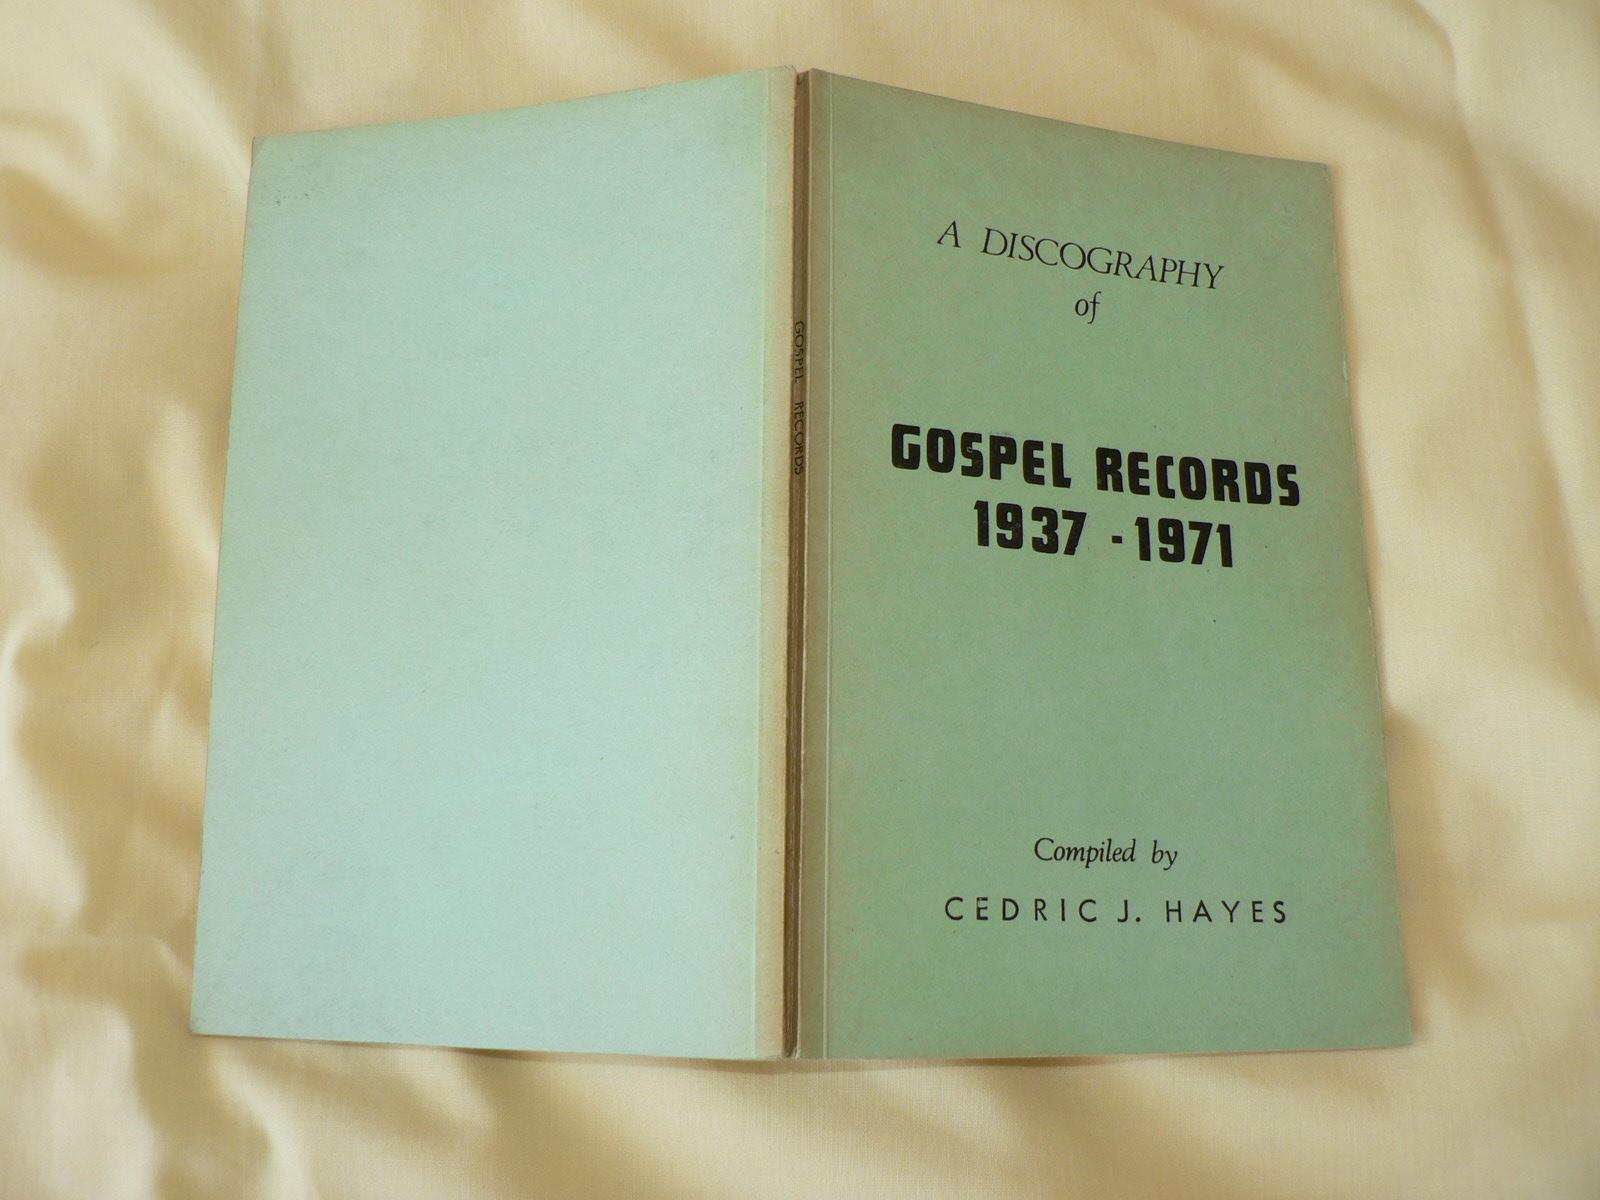 GOSPEL RECORDS
A DISCOGRAPHY
of
GOSPEL RECORDS
1937 - 1971
Compiled by
CEDRIC J. HAYES